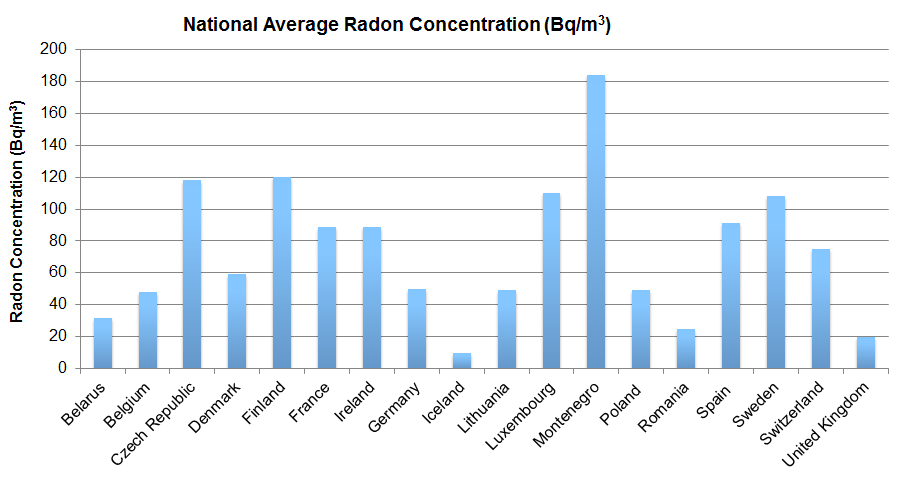 National Average Radon Concentration (Bq/m³)
Radon Concentration (Bq/m³)
200
180
160
140
120
100
80
60
40
20
0
Belarus
Belgium
Czech Republic
Denmark
Finland
France
Ireland
Germany
Iceland
Lithuania
Luxembourg
Montenegro
Poland
Romania
Spain
Sweden
Switzerland
United Kingdom